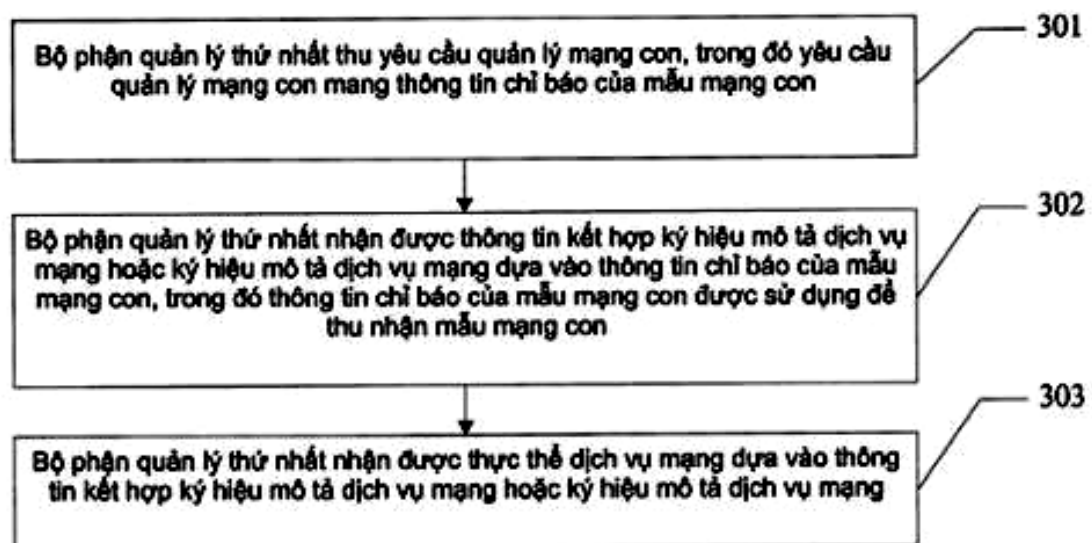 Bộ phận quản lý thứ nhất thu yêu cầu quản lý mạng con, trong đó yêu cầu
quản lý mạng con mang thông tin chỉ báo của mẫu mạng con
301
Bộ phận quản lý thứ nhất nhận được thông tin kết hợp ký hiệu mô tả dịch vụ
mạng hoặc ký hiệu mô tả dịch vụ mạng dựa vào thông tin chỉ báo của mẫu
mạng con, trong đó thông tin chỉ báo của mẫu mạng con được sử dụng để
thu nhận mẫu mạng con
302
Bộ phận quản lý thứ nhất nhận được thực thể dịch vụ mạng dựa vào thông
tin kết hợp ký hiệu mô tả dịch vụ mạng hoặc ký hiệu mô tả dịch vụ mạng
303